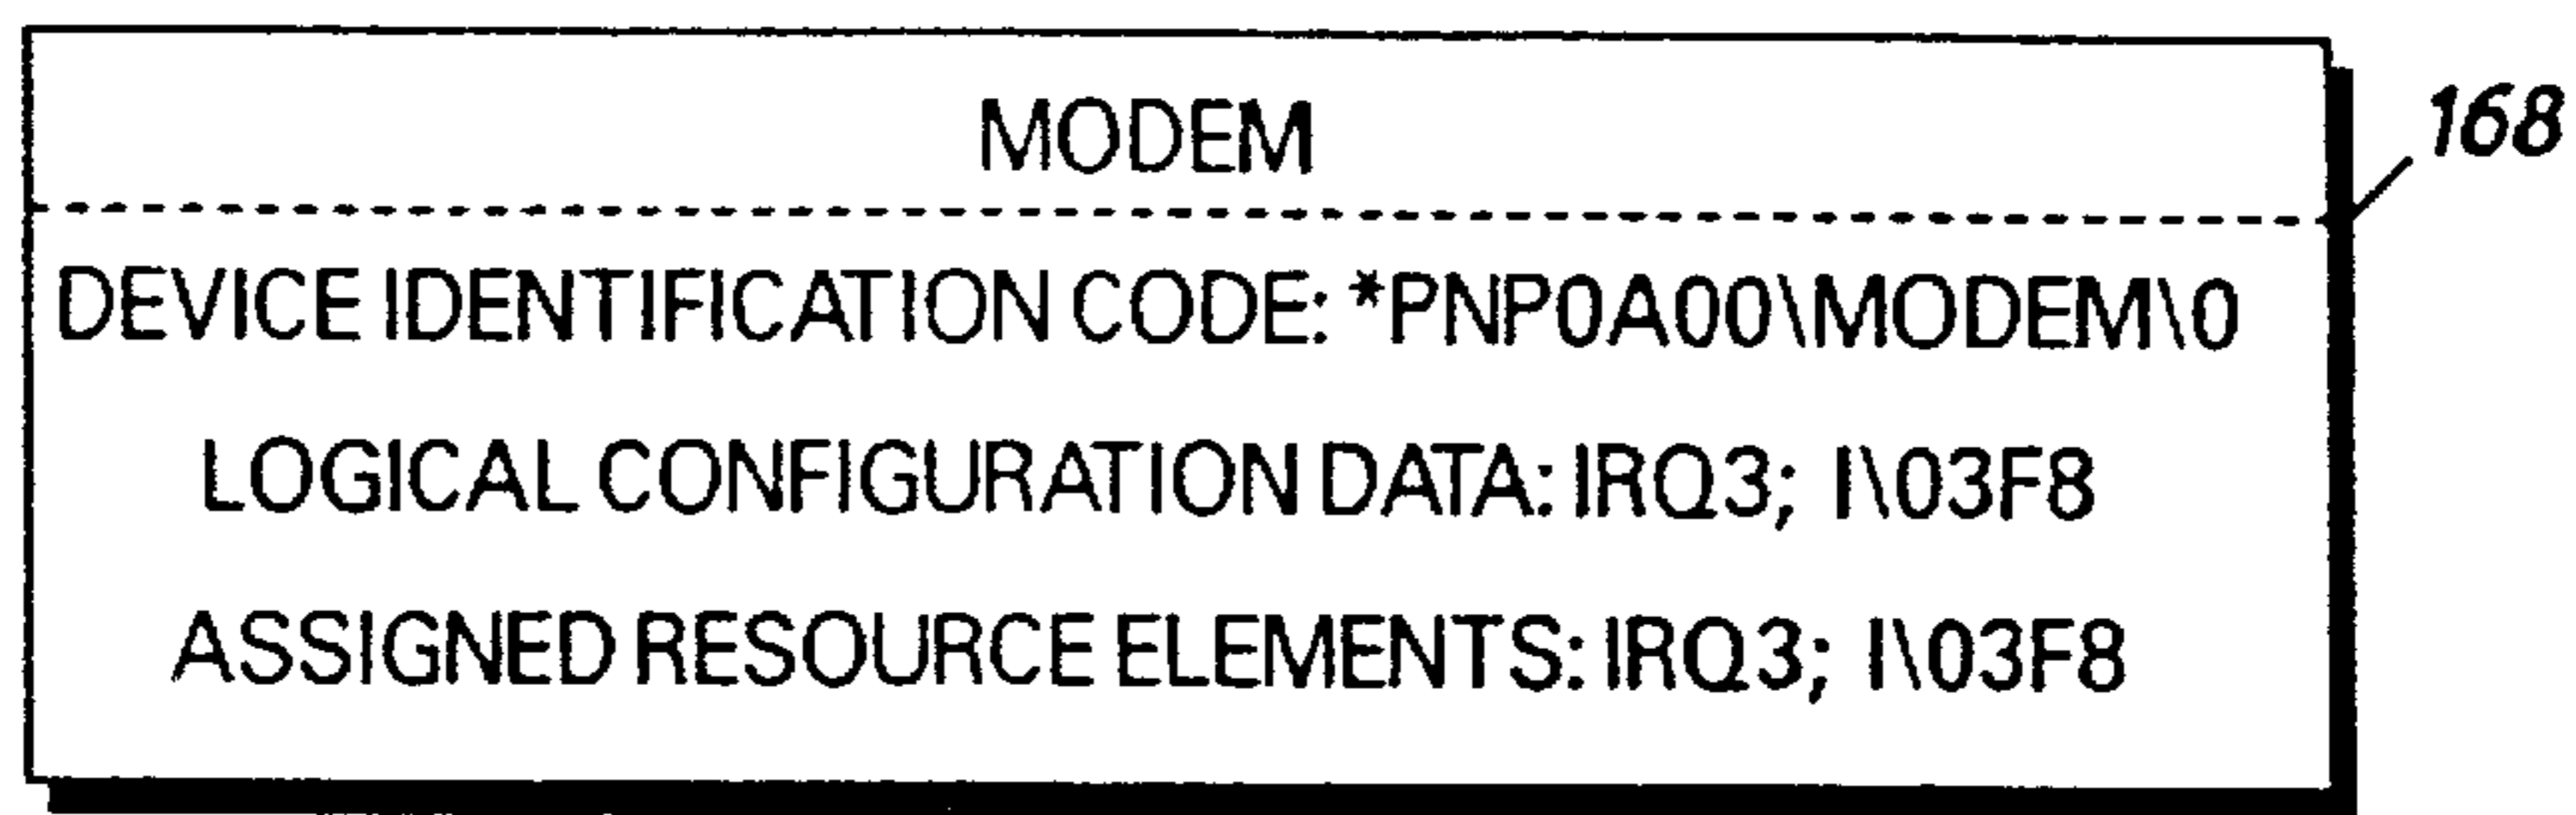 MODEM
168
DEVICE IDENTIFICATION CODE: *PNP0A00\MODEM\0
LOGICAL CONFIGURATION DATA: IRQ3; I\03F8
ASSIGNED RESOURCE ELEMENTS: IRQ3; I\03F8